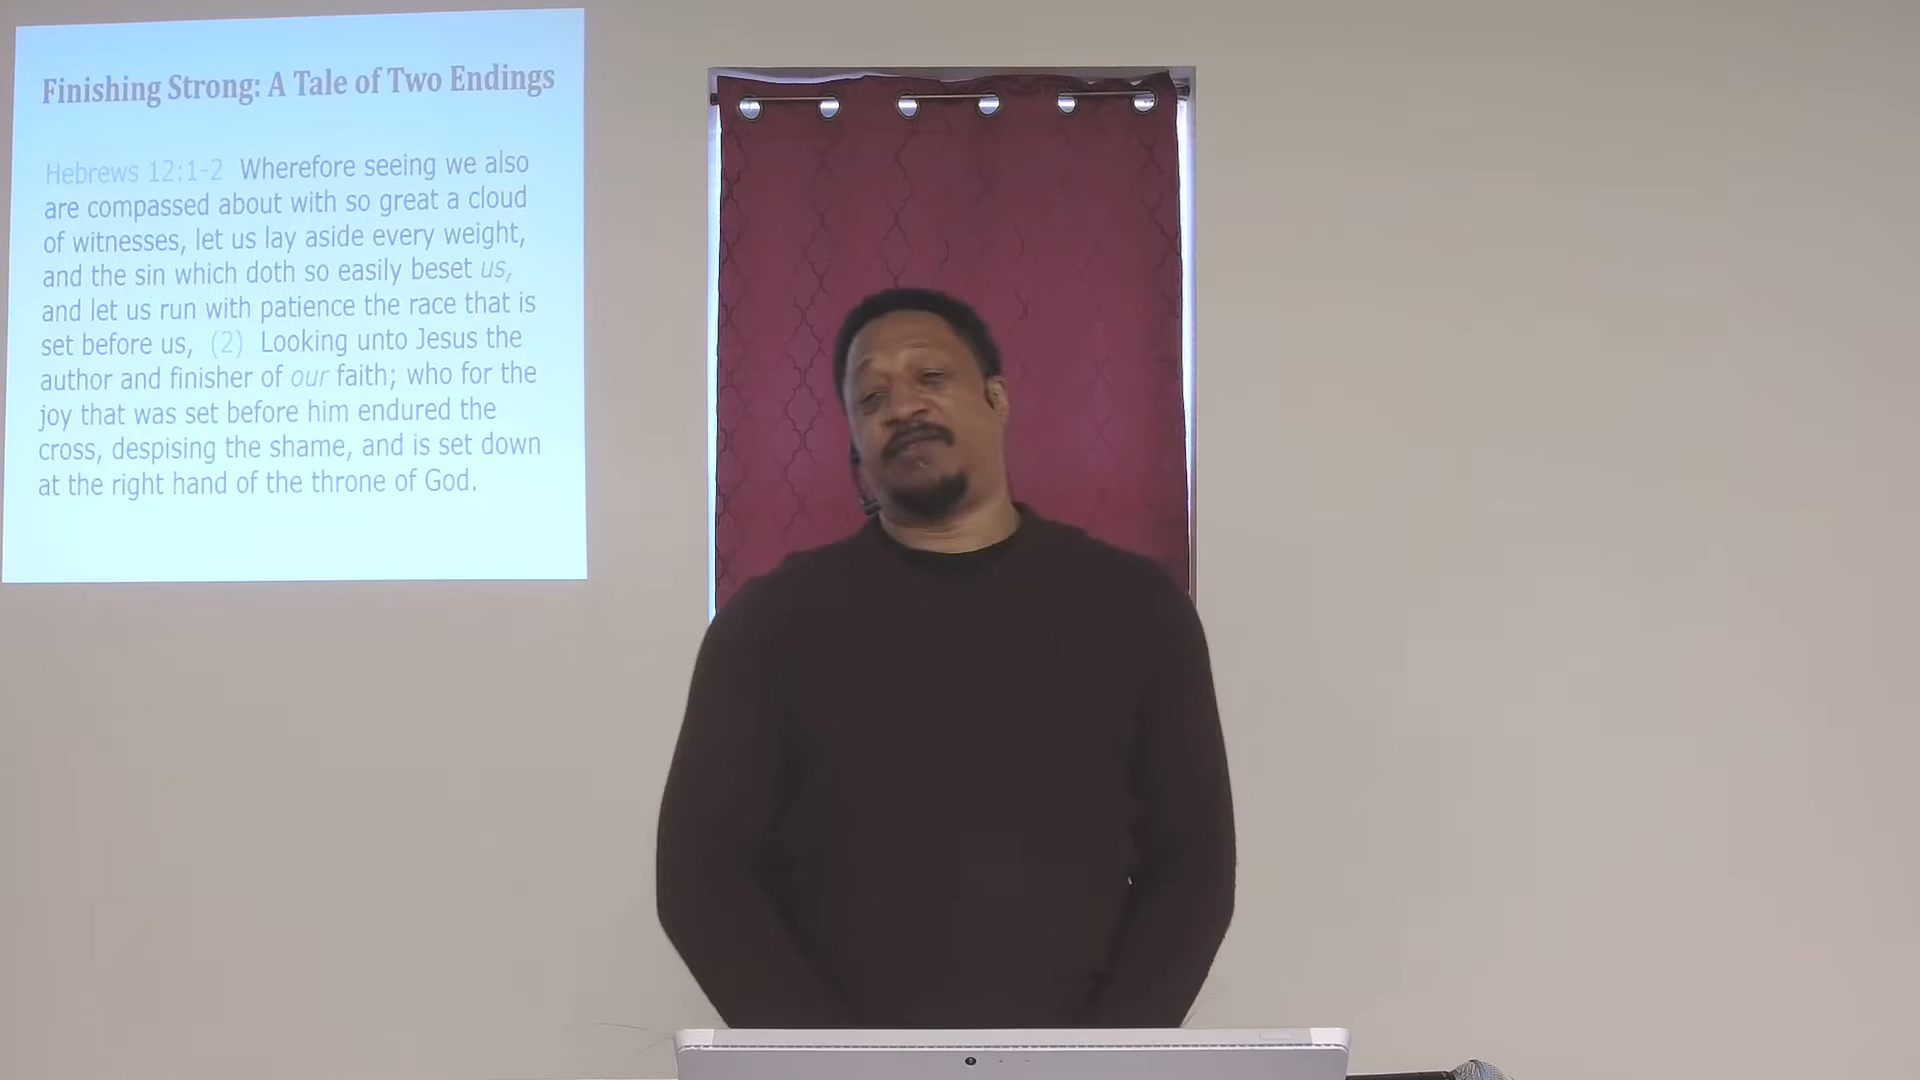 Finishing Strong: A Tale of Two Endings
Hebrews 12:1-2 Wherefore seeing we also
are compassed about with so great a cloud
of witnesses, let us lay aside every weight,
and the sin which doth so easily beset us,
and let us run with patience the race that is
set before us, (2) Looking unto Jesus the
author and finisher of our faith; who for the
joy that was set before him endured the
cross, despising the shame, and is set down
at the right hand of the throne of God.